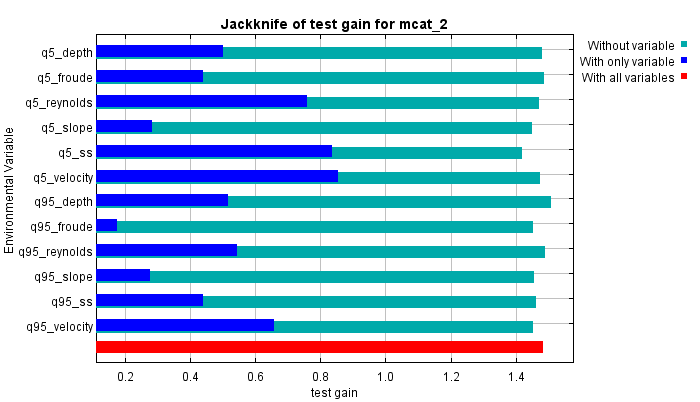 Jackknife of test gain for mcat_2
Without variable
With only variable
With all variables
Environmental Variable
q5_depth
q5_froude
q5_reynolds
q5_slope
q5_ss
q5_velocity
q95_depth
q95_froude
q95_reynolds
q95_slope
q95_ss
q95_velocity
0.2 0.4 0.6 0.8 1.0 1.2 1.4
test gain